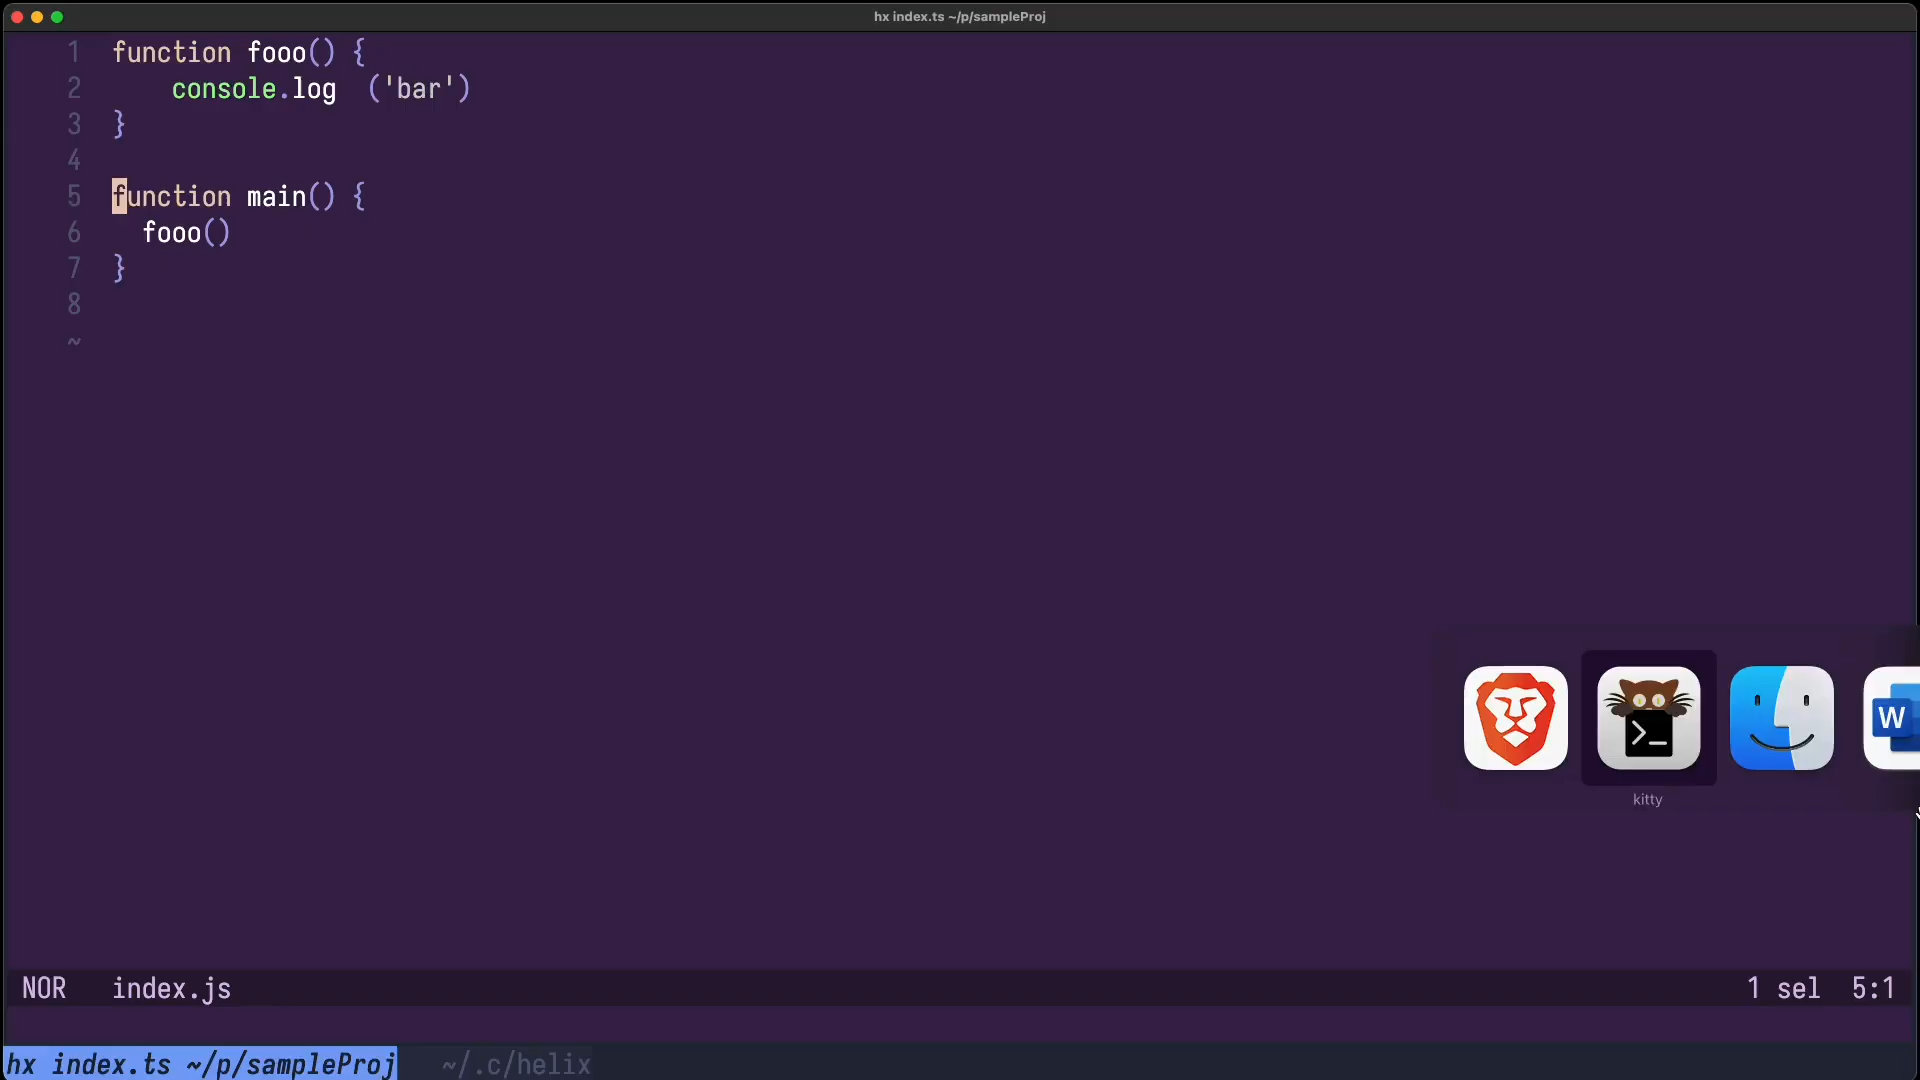 hx index.ts ~/p/sampleProj
1 function fooo() {
2     console.log  ('bar')
3 }
4
5 function main() {
6   fooo()
7 }
8
~
W
kitty
NOR index.js 1 sel 5:1
hx index.ts ~/p/sampleProj ~/.c/helix